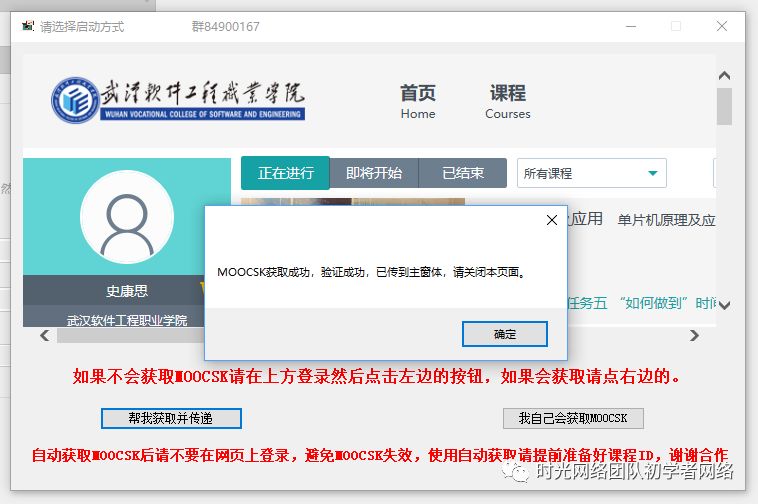 请选择启动方式 群84900167
武汉软件工程职业学院
WUHAN VOCATIONAL COLLEGE OF SOFTWARE AND ENGINEERING
首页 课程
Home Courses
正在进行 即将开始 已结束 所有课程
应用 单片机原理及应
MOOCSK获取成功，验证成功，已传到主窗体，请关闭本页面。
史康思
任务五 “如何做到”时间
武汉软件工程职业学院
确定
如果不会获取MOOCSK请在上方登录然后点击左边的按钮，如果会获取请点右边的。
帮我获取并传递 我自己会获取MOOCSK
自动获取MOOCSK后请不要在网页上登录，避免MOOCSK失效，使用自动获取请提前准备好课程ID，谢谢合作
时光网络团队初学者网络